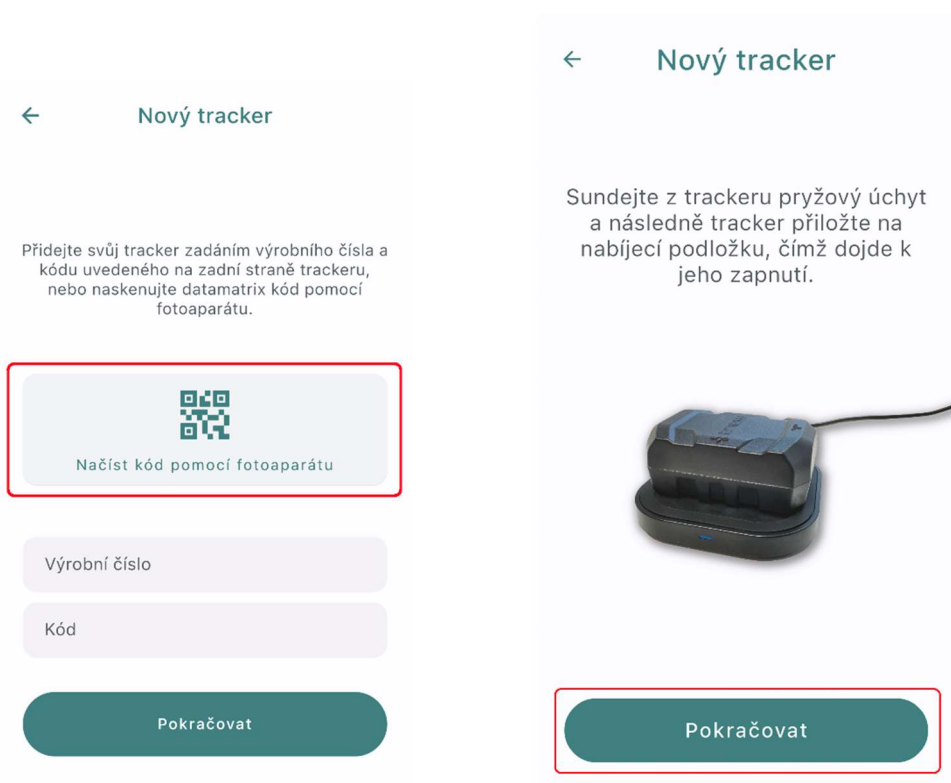 Nový tracker
Přidejte svůj tracker zadáním výrobního čísla a
kódu uvedeného na zadní straně trackeru,
nebo naskenujte datamatrix kód pomocí
fotoaparátu.
Načíst kód pomocí fotoaparátu
Výrobní číslo
Kód
Pokračovat
Nový tracker
Sundejte z trackeru pryžový úchyt
a následně tracker přiložte na
nabíjecí podložku, čímž dojde k
jeho zapnutí.
Pokračovat